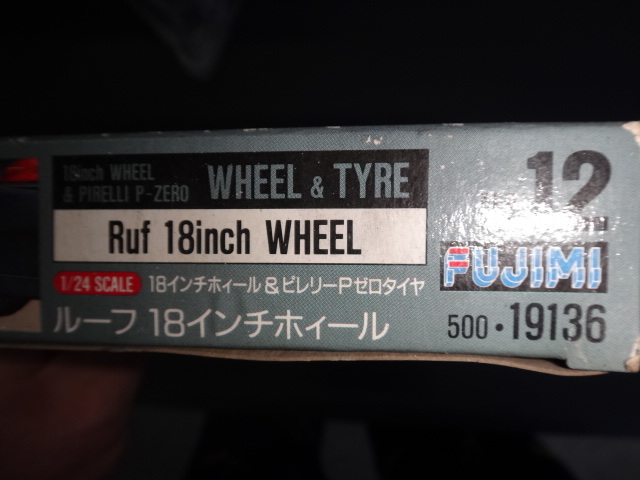 18inch WHEEL
& PIRELLI P-ZERO
WHEEL & TYRE
12
Ruf 18inch WHEEL
FUJIMI
1/24 SCALE
18インチホィール&ピレリーPゼロタイヤ
ルーフ 18インチホィール
500・19136